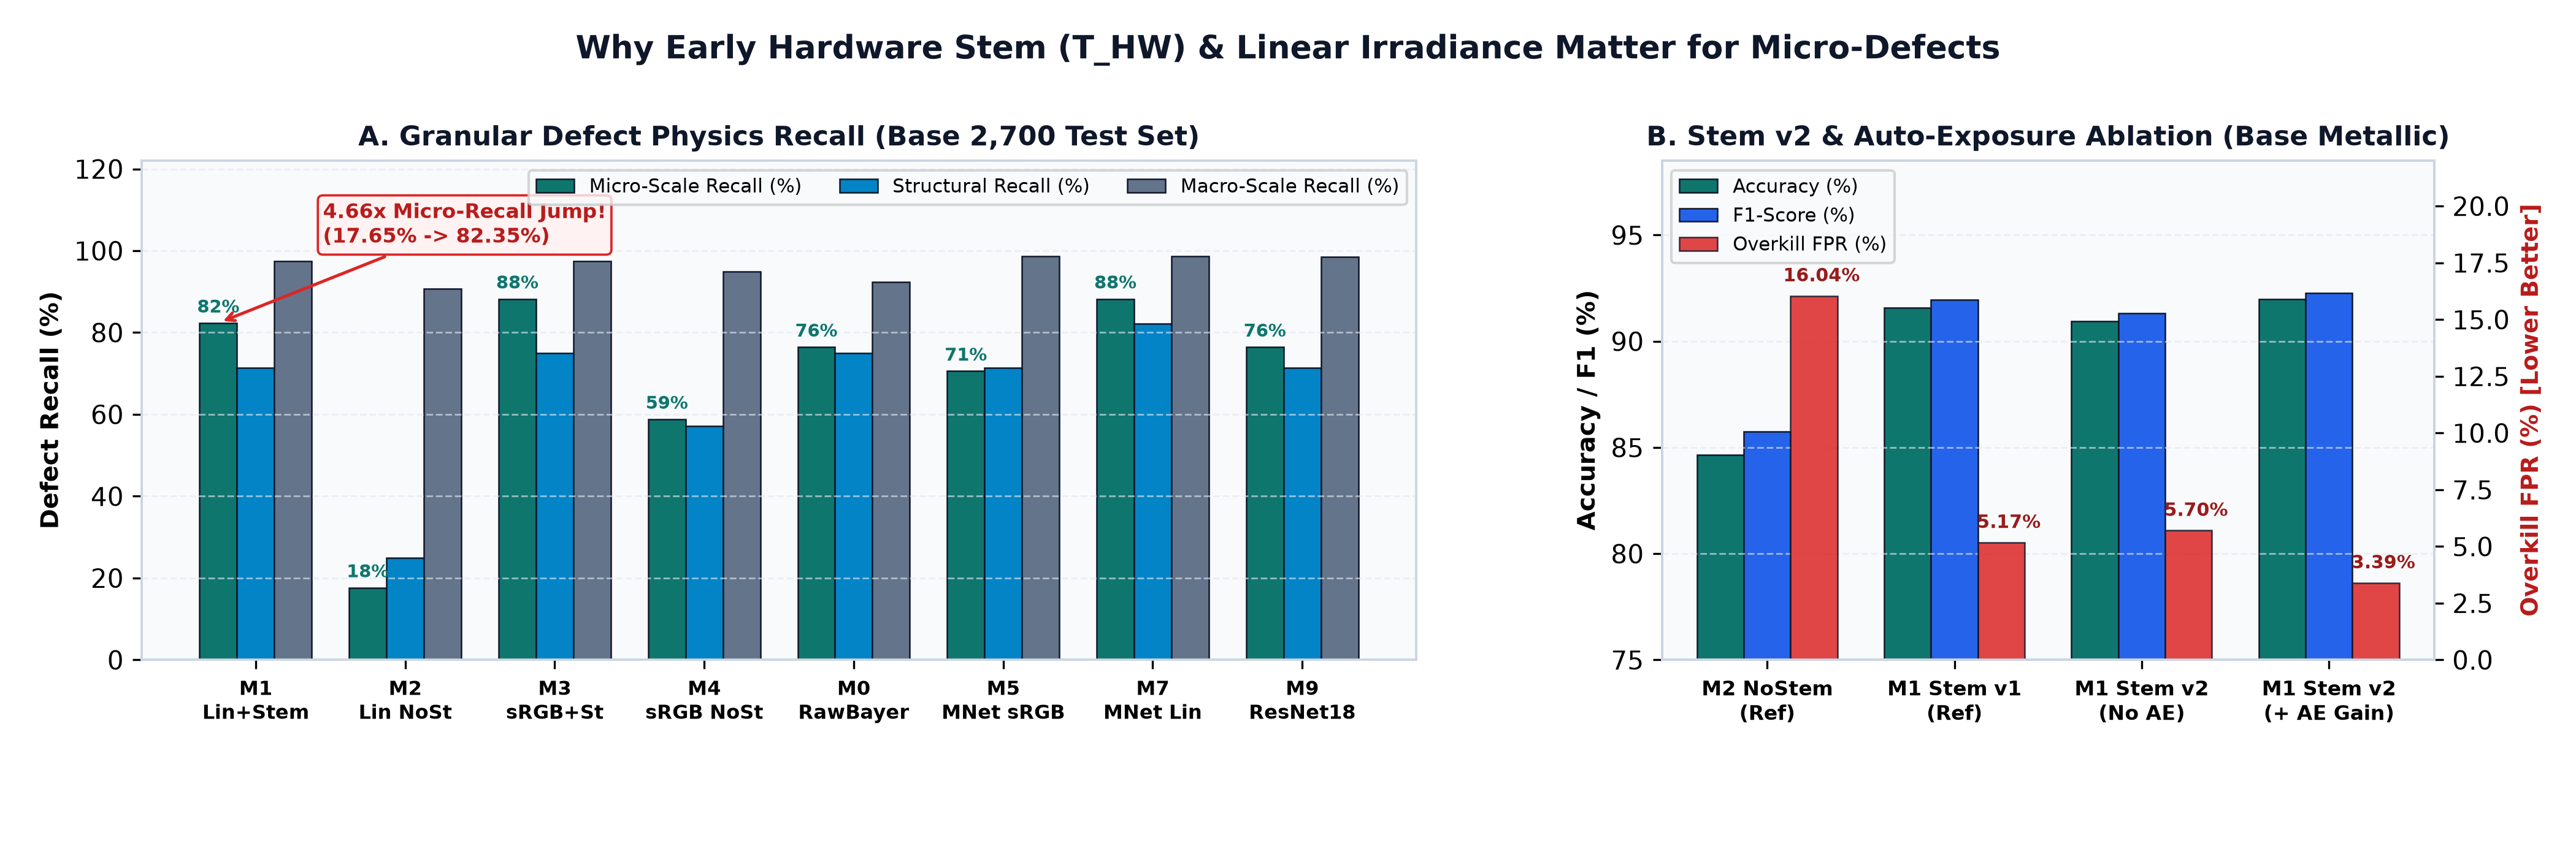 Why Early Hardware Stem (T_HW) & Linear Irradiance Matter for Micro-Defects
A. Granular Defect Physics Recall (Base 2,700 Test Set)
Defect Recall (%)
120
100
80
60
40
20
0
Micro-Scale Recall (%)
Structural Recall (%)
Macro-Scale Recall (%)
4.66x Micro-Recall Jump!
(17.65% -> 82.35%)
82%
18%
88%
59%
76%
71%
88%
76%
M1
Lin+Stem
M2
Lin NoSt
M3
sRGB+St
M4
sRGB NoSt
M0
RawBayer
M5
MNet sRGB
M7
MNet Lin
M9
ResNet18
B. Stem v2 & Auto-Exposure Ablation (Base Metallic)
Accuracy / F1 (%)
95
90
85
80
75
Accuracy (%)
F1-Score (%)
Overkill FPR (%)
16.04%
5.17%
5.70%
3.39%
M2 NoStem
(Ref)
M1 Stem v1
(Ref)
M1 Stem v2
(No AE)
M1 Stem v2
(+ AE Gain)
20.0
17.5
15.0
12.5
10.0
7.5
5.0
2.5
0.0
Overkill FPR (%) [Lower Better]